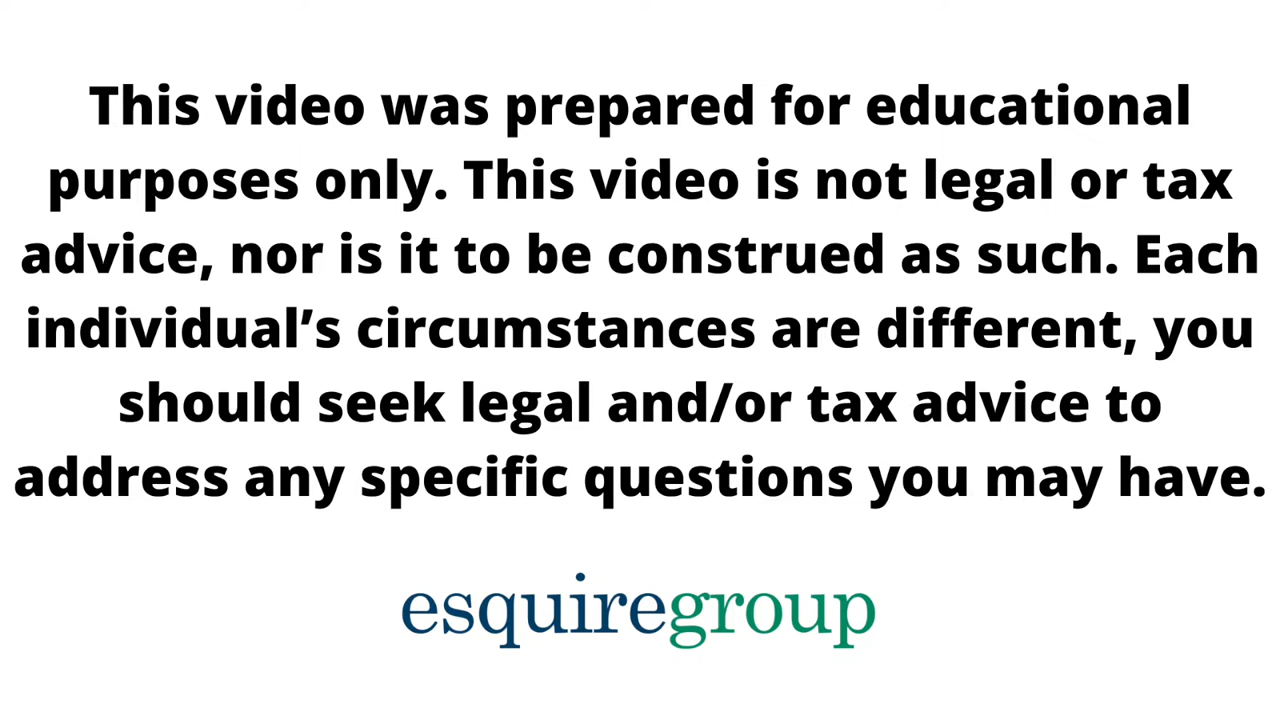 This video was prepared for educational
purposes only. This video is not legal or tax
advice, nor is it to be construed as such. Each
individual’s circumstances are different, you
should seek legal and/or tax advice to
address any specific questions you may have.
esquiregroup